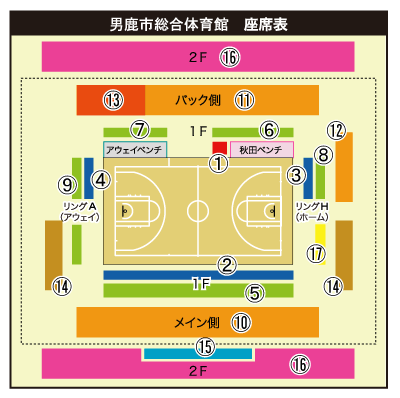 男鹿市総合体育館　座席表
2F ⑯
⑬ バック側 ⑪
1F
⑦ ⑥ ⑫
アウェイベンチ ① 秋田ベンチ
⑧
⑨ ④ ③
リングA
(アウェイ)
リングH
(ホーム)
⑰
②
⑭ 1F ⑭
⑤
メイン側 ⑩
⑮
2F ⑯